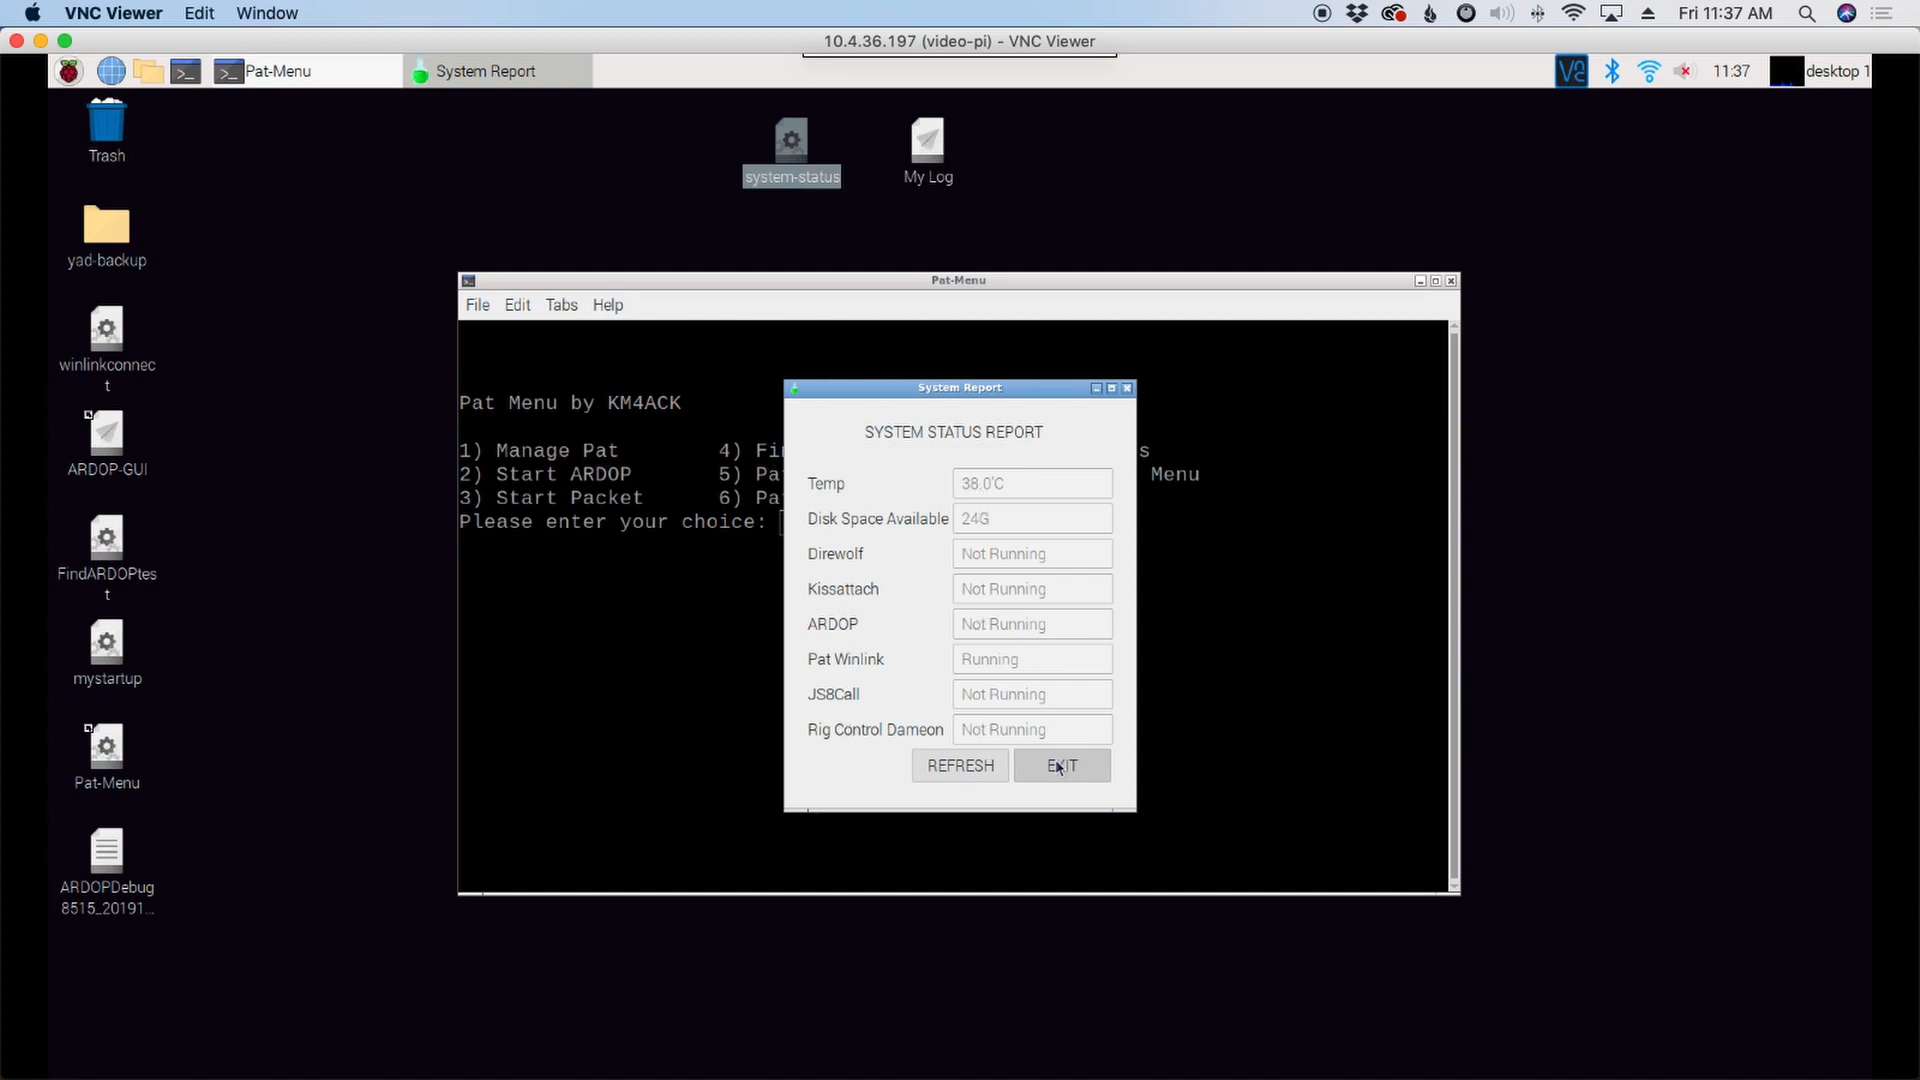 VNC Viewer Edit Window Fri 11:37 AM
10.4.36.197 (video-pi) - VNC Viewer
Pat-Menu System Report 11:37 desktop 1
Trash
system-status
My Log
yad-backup
winlinkconnec
t
ARDOP-GUI
FindARDOPtes
t
mystartup
Pat-Menu
ARDOPDebug
8515_20191...
Pat-Menu
File Edit Tabs Help
Pat Menu by KM4ACK
1) Manage Pat 4) Fi s
2) Start ARDOP 5) Pa Menu
3) Start Packet 6) Pa
Please enter your choice:
System Report
SYSTEM STATUS REPORT
Temp 38.0'C
Disk Space Available 24G
Direwolf Not Running
Kissattach Not Running
ARDOP Not Running
Pat Winlink Running
JS8Call Not Running
Rig Control Dameon Not Running
REFRESH EXIT